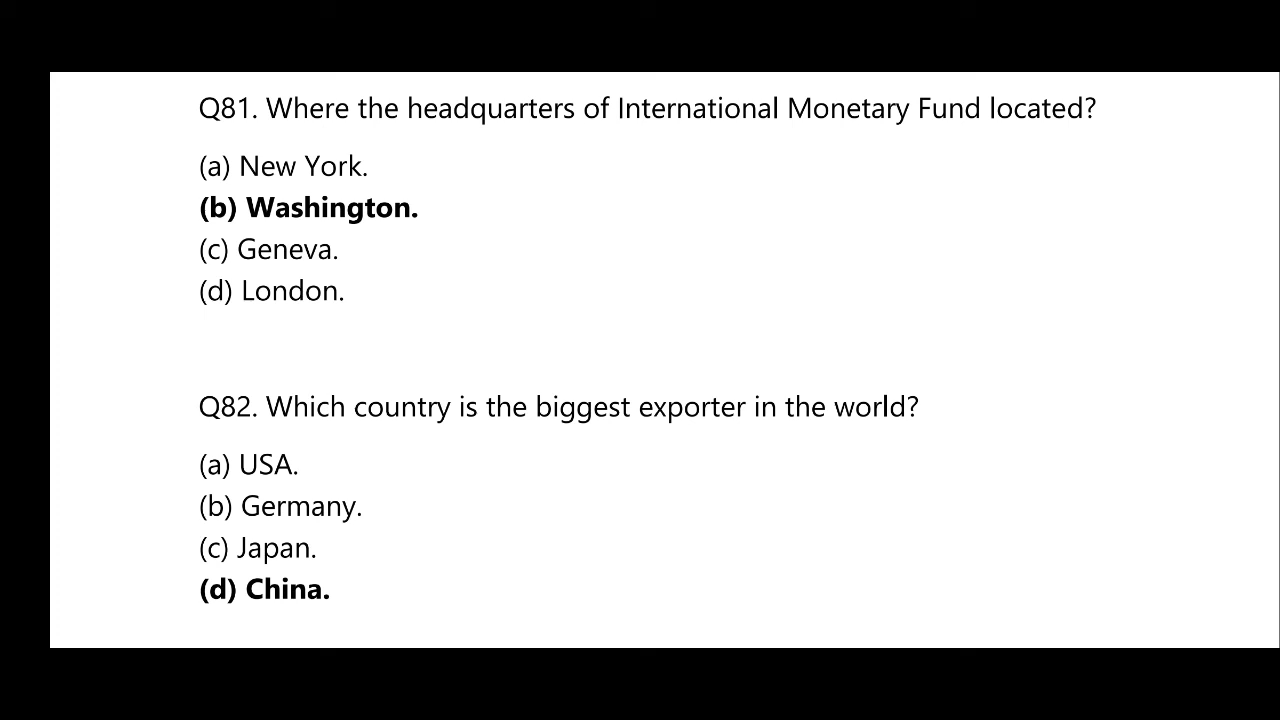 Q81. Where the headquarters of International Monetary Fund located?
(a) New York.
(b) Washington.
(c) Geneva.
(d) London.
Q82. Which country is the biggest exporter in the world?
(a) USA.
(b) Germany.
(c) Japan.
(d) China.